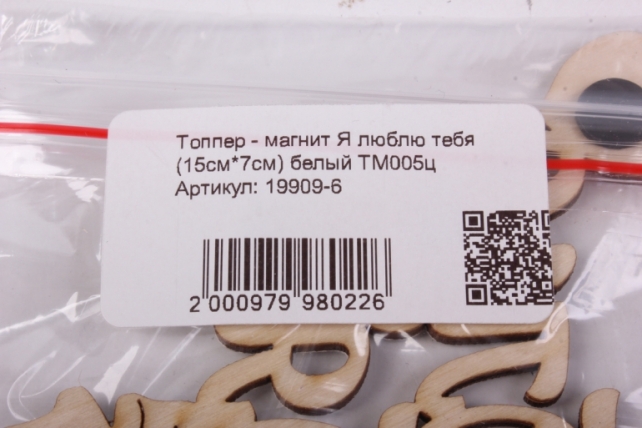 Топпер - магнит Я люблю тебя
(15см*7см) белый ТМ005ц
Артикул: 19909-6
2 000979 980226